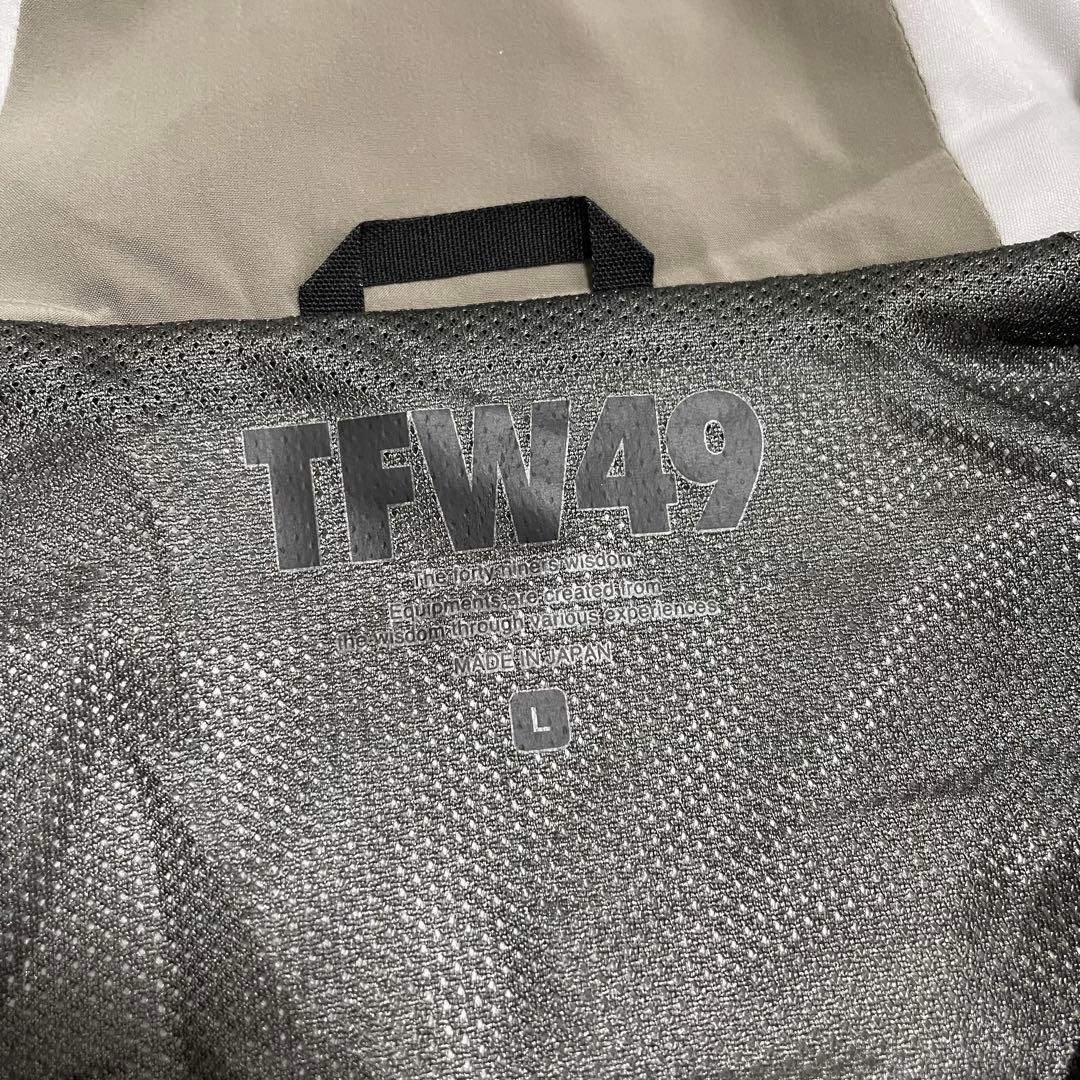 TFW49
The forty niners wisdom
Equipments are created from
the wisdom through various experiences
MADE IN JAPAN
L